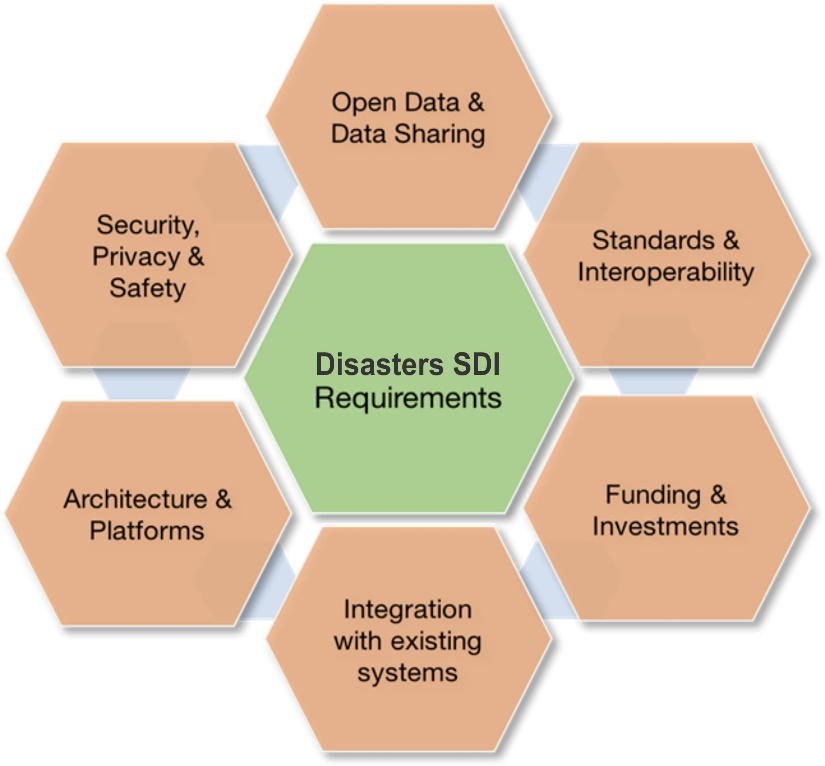 Open Data &
Data Sharing
Security,
Privacy &
Safety
Standards &
Interoperability
Disasters SDI
Requirements
Architecture &
Platforms
Funding &
Investments
Integration
with existing
systems